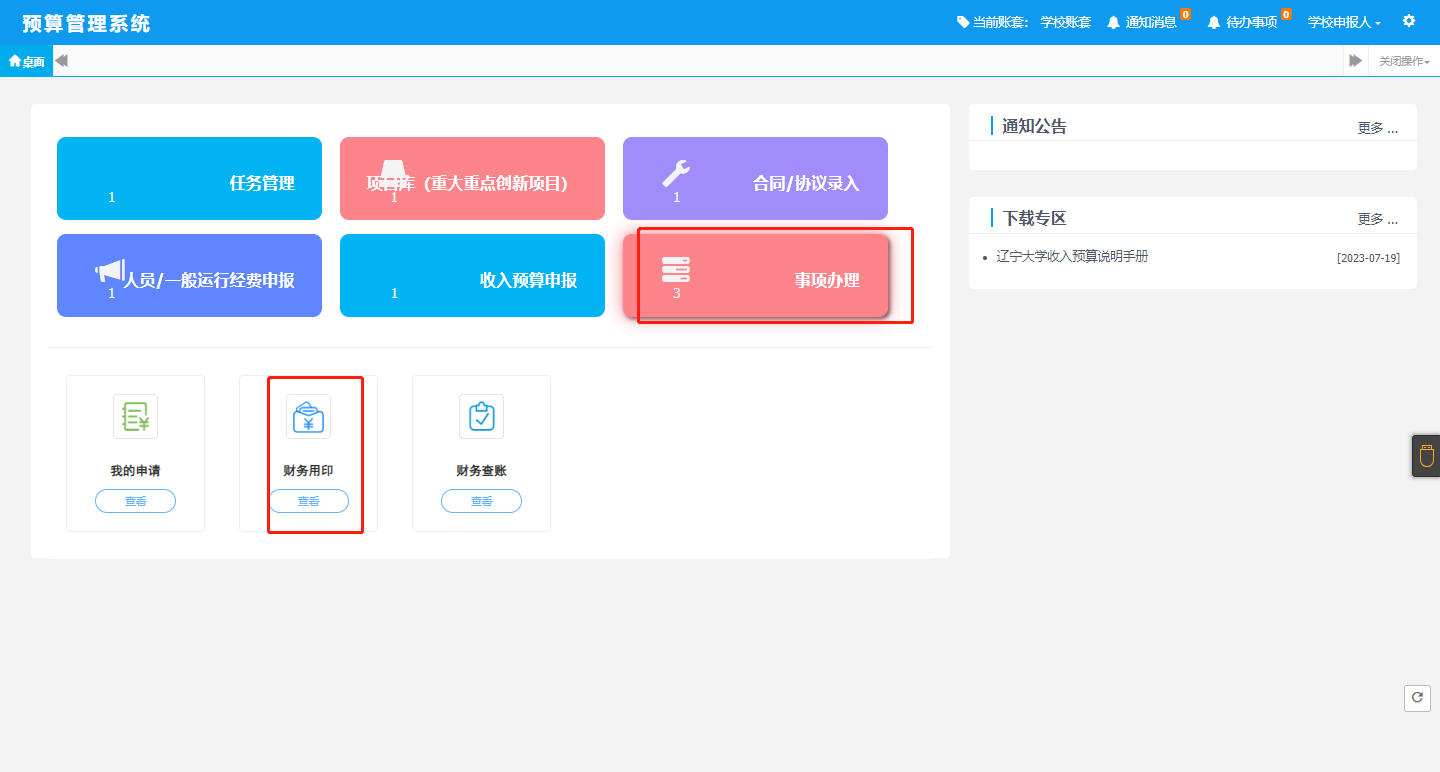 预算管理系统
当前账套： 学校账套 通知消息 0 待办事项 0 学校申报人
桌面 关闭操作
任务管理
1
项目库（重大重点创新项目）
1
合同/协议录入
1
人员/一般运行经费申报
1
收入预算申报
1
事项办理
3
我的申请
查看
财务用印
查看
财务查账
查看
通知公告 更多 ...
下载专区 更多 ...
辽宁大学收入预算说明手册 [2023-07-19]